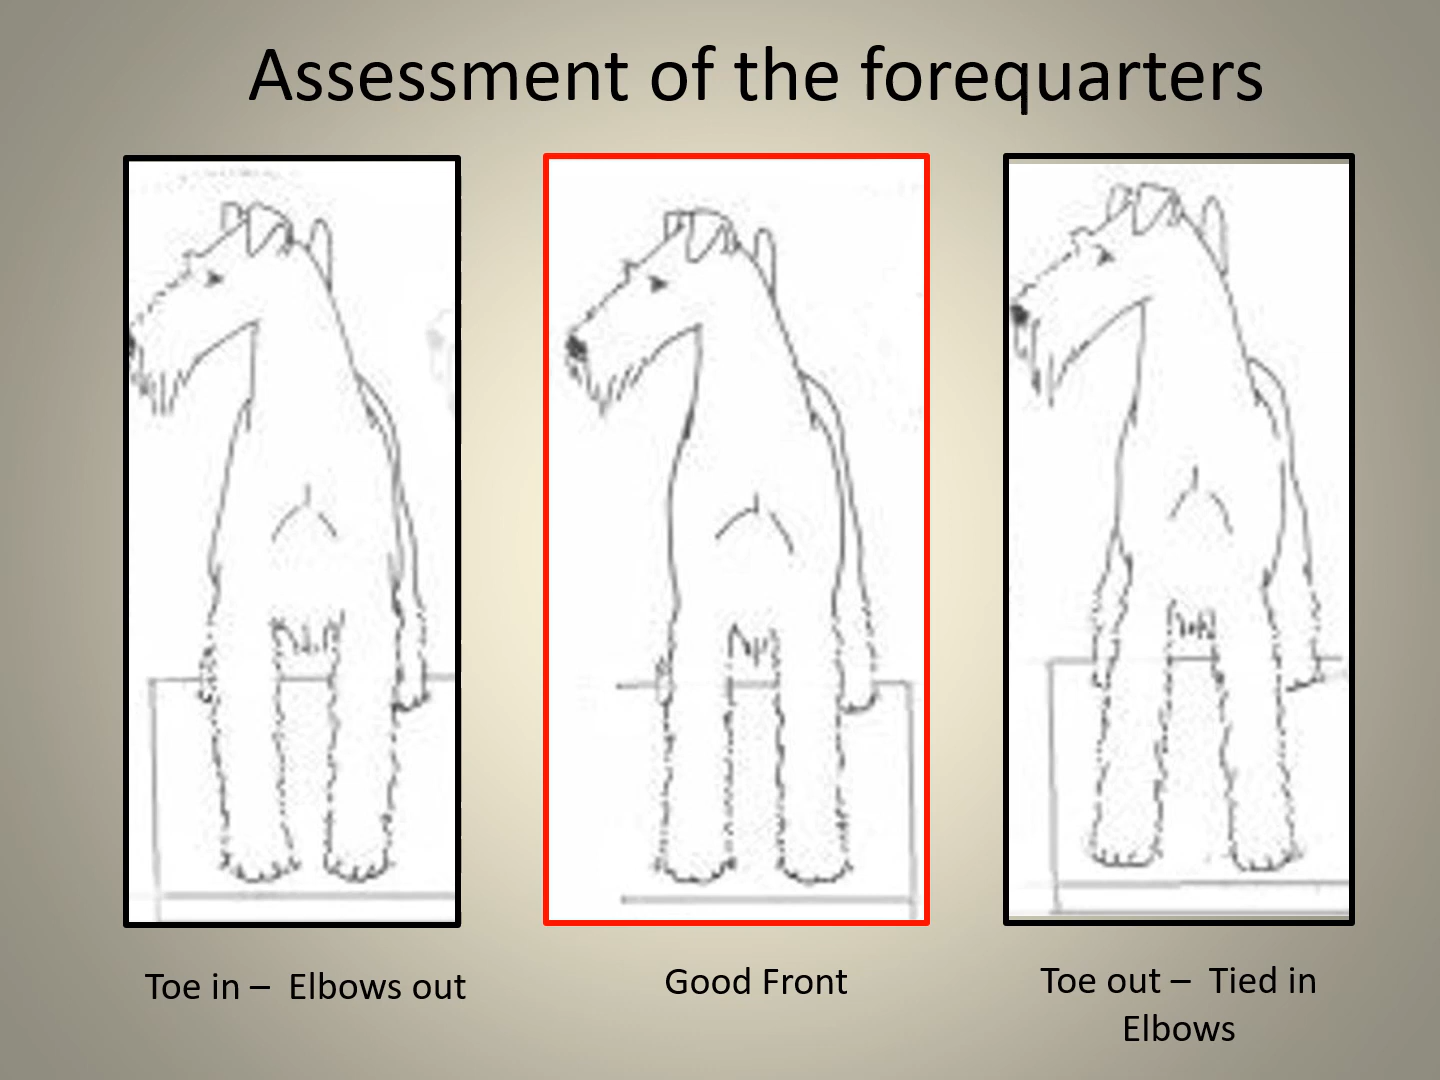 Assessment of the forequarters
Toe in –  Elbows out
Good Front
Toe out –  Tied in
Elbows